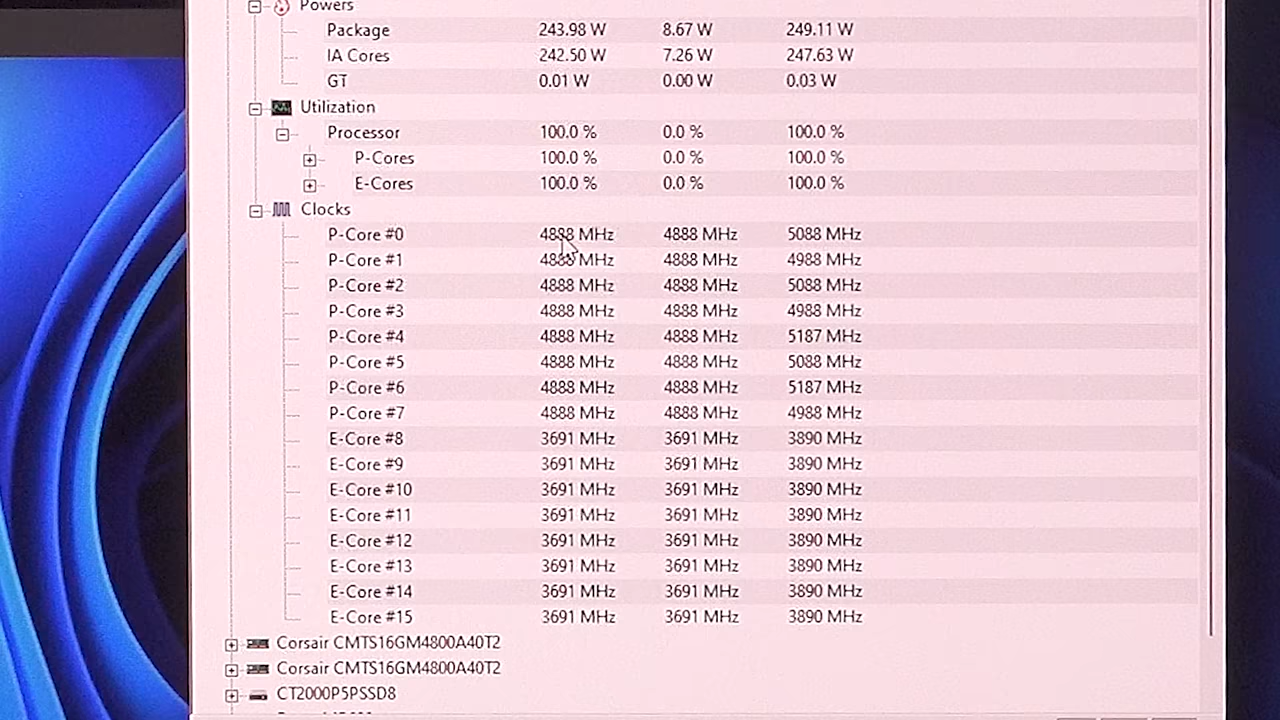 Powers
Package 243.98 W 8.67 W 249.11 W
IA Cores 242.50 W 7.26 W 247.63 W
GT 0.01 W 0.00 W 0.03 W
Utilization
Processor 100.0 % 0.0 % 100.0 %
P-Cores 100.0 % 0.0 % 100.0 %
E-Cores 100.0 % 0.0 % 100.0 %
Clocks
P-Core #0 4888 MHz 4888 MHz 5088 MHz
P-Core #1 4888 MHz 4888 MHz 4988 MHz
P-Core #2 4888 MHz 4888 MHz 5088 MHz
P-Core #3 4888 MHz 4888 MHz 4988 MHz
P-Core #4 4888 MHz 4888 MHz 5187 MHz
P-Core #5 4888 MHz 4888 MHz 5088 MHz
P-Core #6 4888 MHz 4888 MHz 5187 MHz
P-Core #7 4888 MHz 4888 MHz 4988 MHz
E-Core #8 3691 MHz 3691 MHz 3890 MHz
E-Core #9 3691 MHz 3691 MHz 3890 MHz
E-Core #10 3691 MHz 3691 MHz 3890 MHz
E-Core #11 3691 MHz 3691 MHz 3890 MHz
E-Core #12 3691 MHz 3691 MHz 3890 MHz
E-Core #13 3691 MHz 3691 MHz 3890 MHz
E-Core #14 3691 MHz 3691 MHz 3890 MHz
E-Core #15 3691 MHz 3691 MHz 3890 MHz
Corsair CMTS16GM4800A40T2
Corsair CMTS16GM4800A40T2
CT2000P5PSSD8